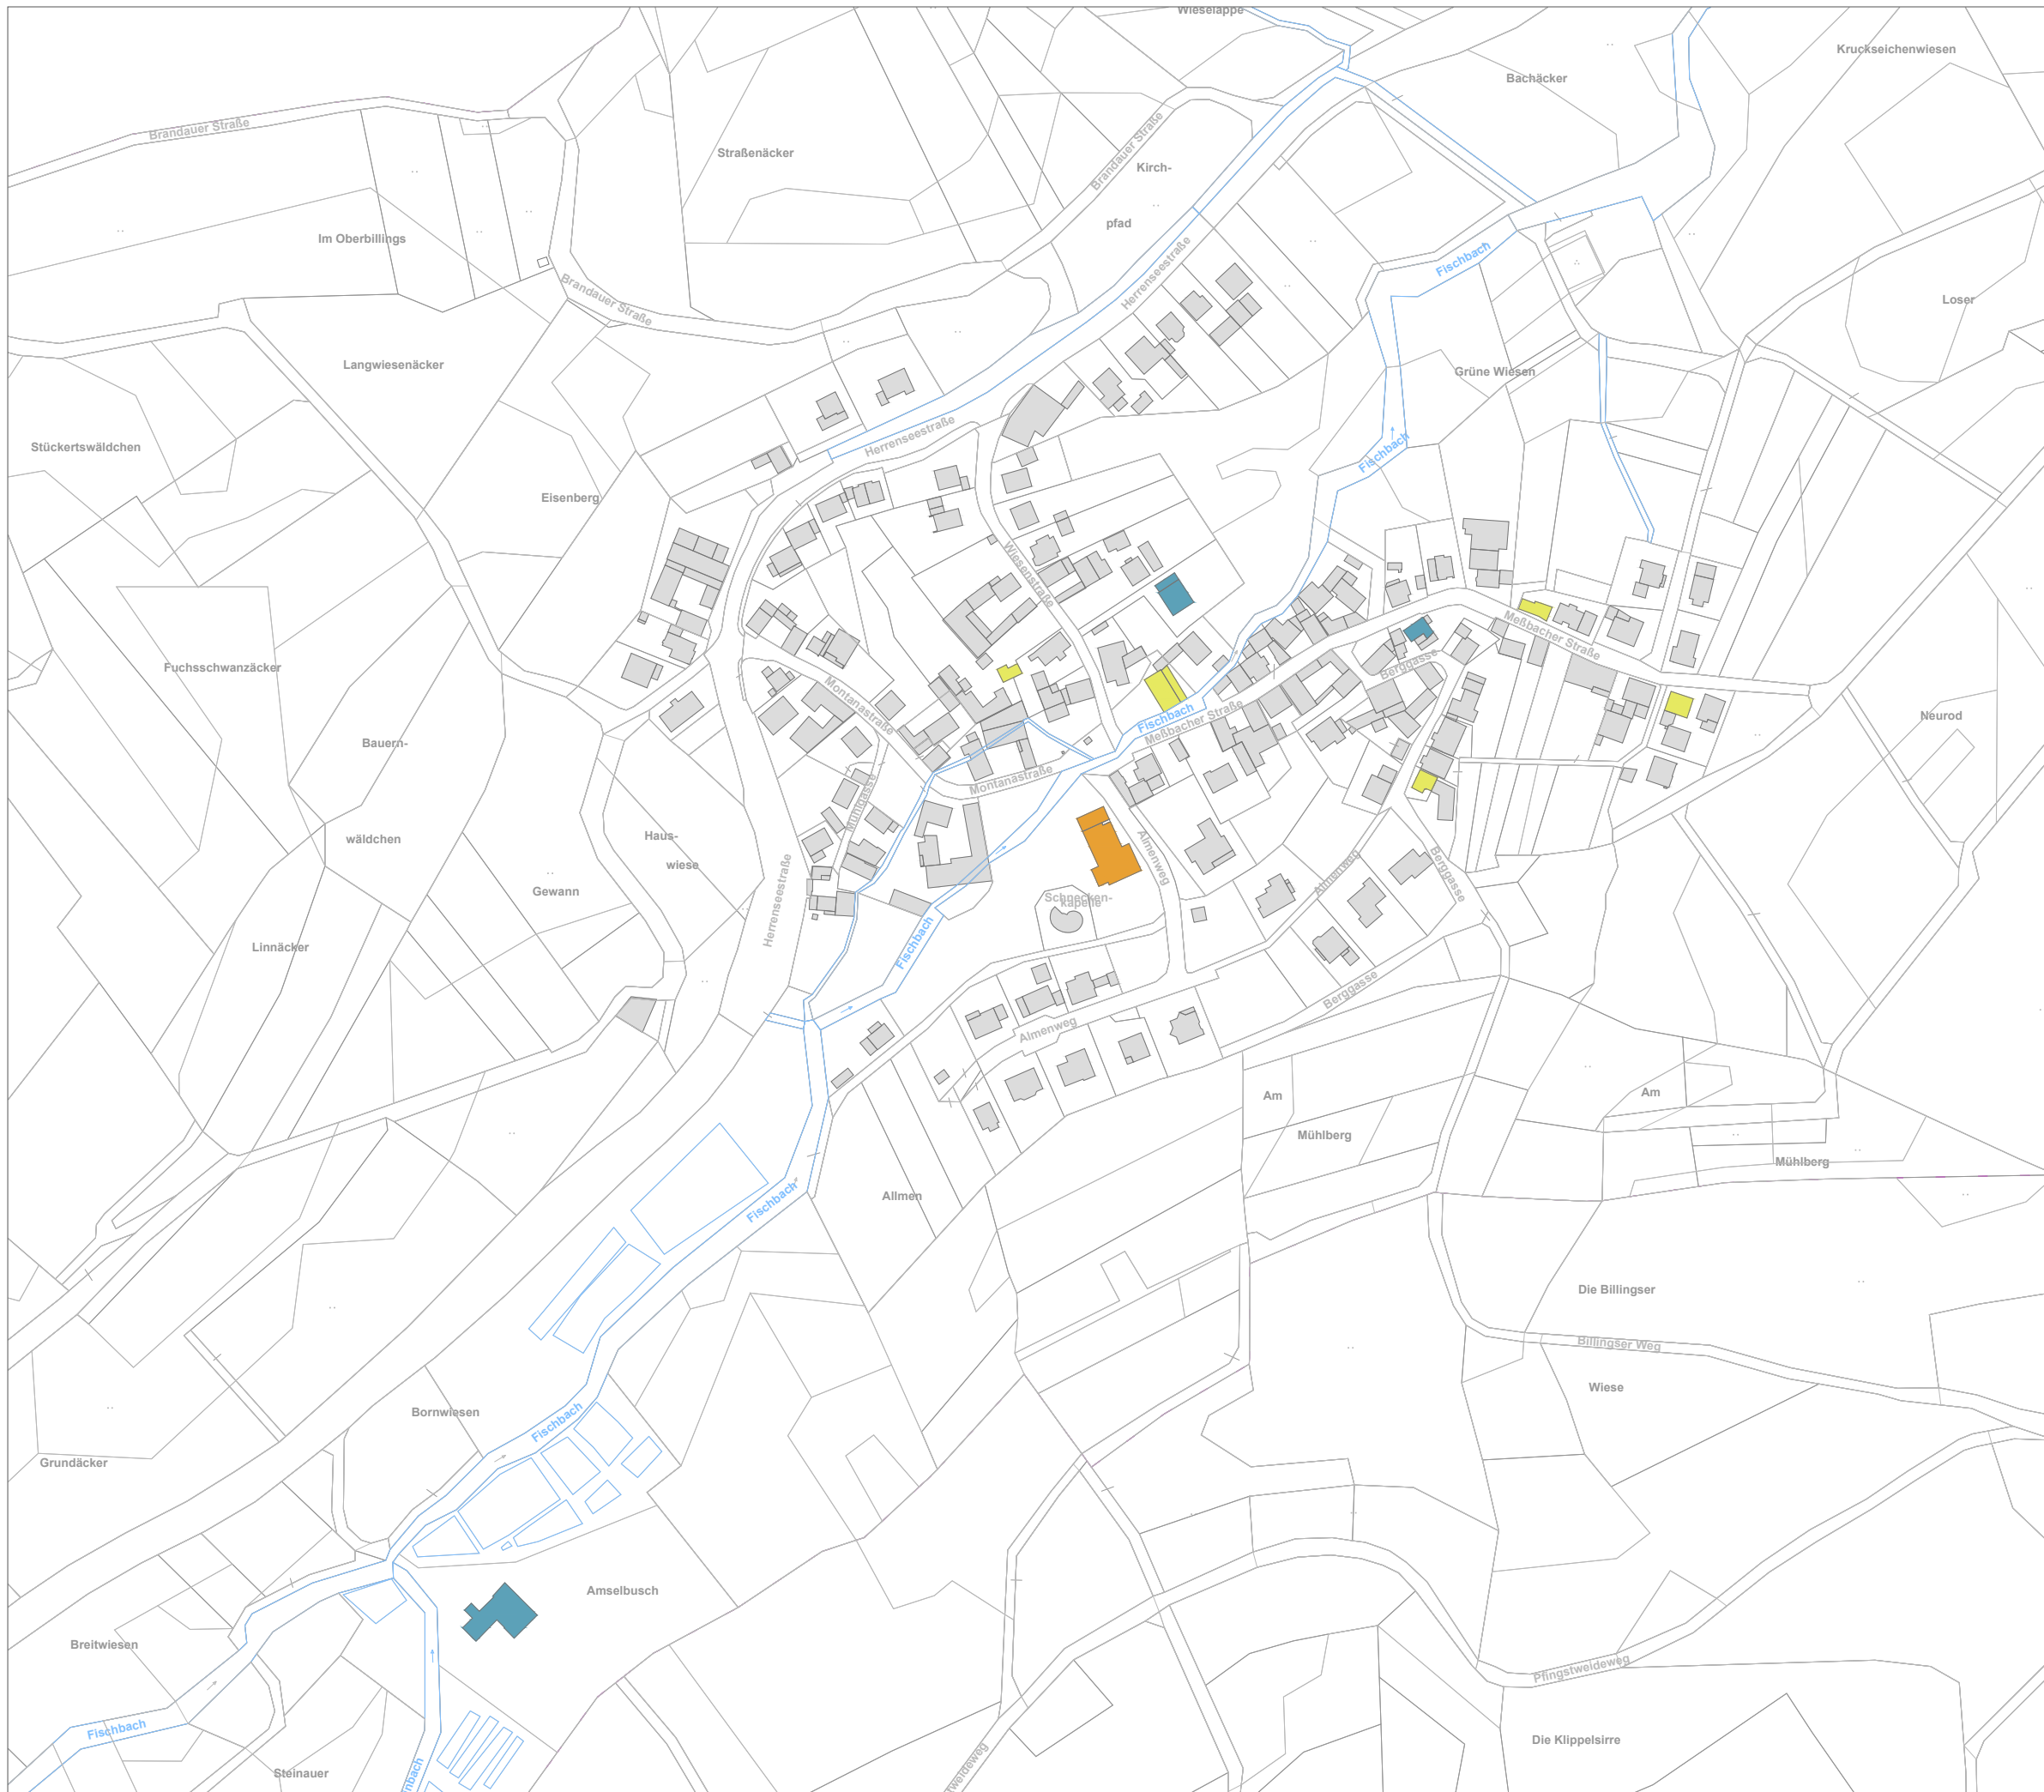 Wieselappe
Kruckseichenwiesen
Bachäcker
Brandauer Straße
Straßenäcker
Brandauer Straße
Kirch-
pfad
Im Oberbillings
Herrenseestraße
Fischbach
Brandauer Straße
Loser
Langwiesenäcker
Grüne Wiesen
Herrenseestraße
Stückertswäldchen
Fischbach
Eisenberg
Wiesenstraße
Meßbacher Straße
Fuchsschwanzäcker
Berggasse
Montanastraße
Fischbach
Meßbacher Straße
Neurod
Bauern-
wäldchen
Montanastraße
Mühlgasse
Haus-
wiese
Almenweg
Almenweg
Berggasse
Gewann
Schnecken-
kapelle
Herrenseestraße
Linnäcker
Fischbach
Berggasse
Almenweg
Am
Mühlberg
Am
Mühlberg
Allmen
Fischbach
Die Billingser
Billingser Weg
Wiese
Bornwiesen
Fischbach
Grundäcker
Amselbusch
Breitwiesen
Pfingstweideweg
Fischbach
Die Klippelsirre
Steinauer
nbach
weideweg